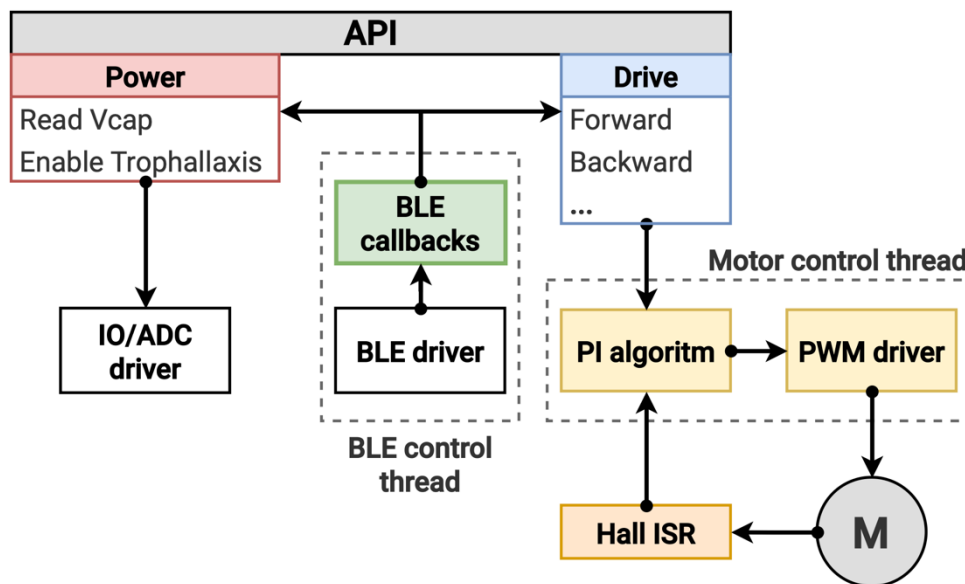 API
Power
Read Vcap
Enable Trophallaxis
Drive
Forward
Backward
...
BLE
callbacks
Motor control thread
IO/ADC
driver
BLE driver
PI algoritm
PWM driver
BLE control
thread
Hall ISR
M